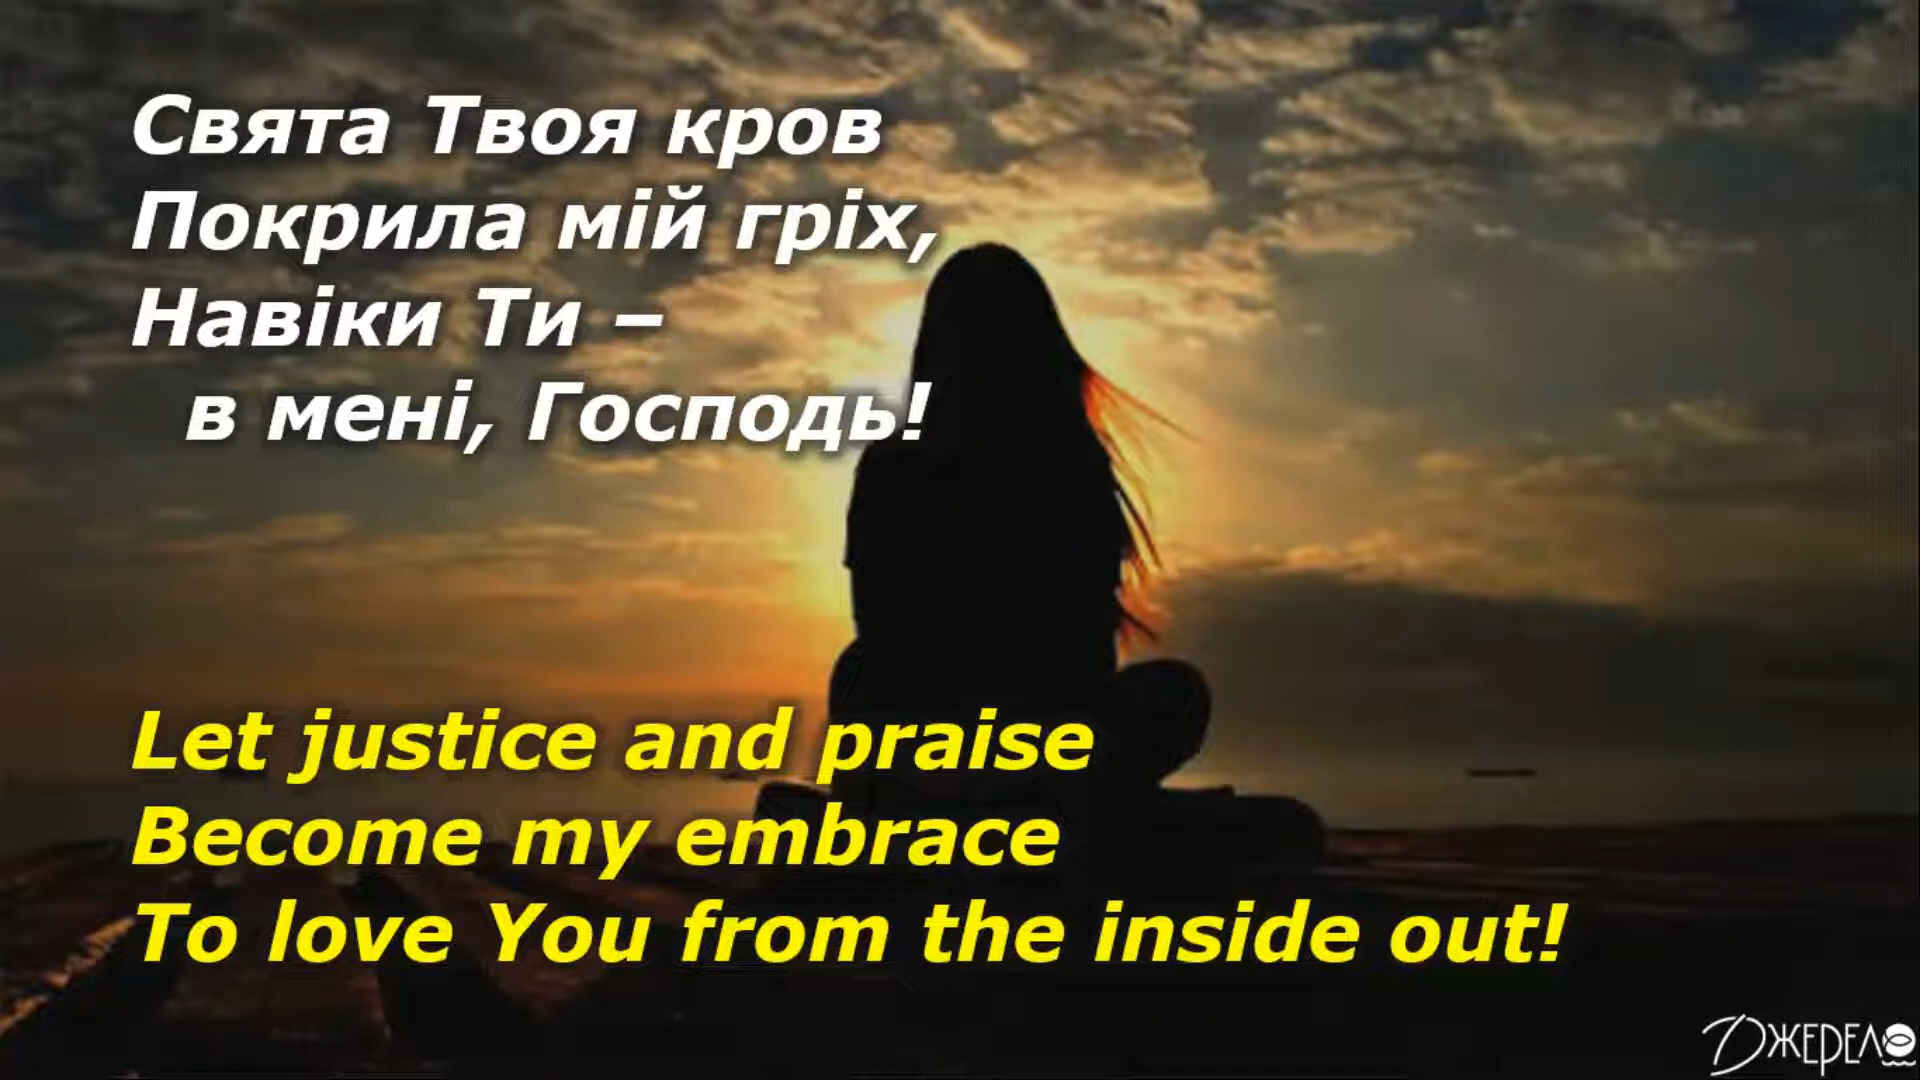 Свята Твоя кров
Покрила мій гріх,
Навіки Ти –
в мені, Господь!
Let justice and praise
Become my embrace
To love You from the inside out!
Джерело